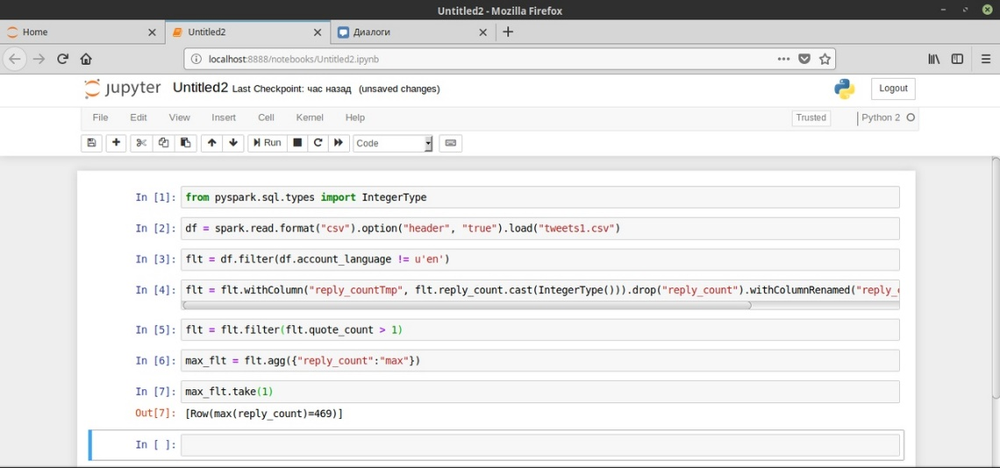 Untitled2 - Mozilla Firefox
Home
Untitled2
Диалоги
localhost:8888/notebooks/Untitled2.ipynb
jupyter Untitled2 Last Checkpoint: час назад (unsaved changes)
Logout
File Edit View Insert Cell Kernel Help
Trusted Python 2
Run Code
In [1]: from pyspark.sql.types import IntegerType
In [2]: df = spark.read.format("csv").option("header", "true").load("tweets1.csv")
In [3]: flt = df.filter(df.account_language != u'en')
In [4]: flt = flt.withColumn("reply_countTmp", flt.reply_count.cast(IntegerType())).drop("reply_count").withColumnRenamed("reply_c
In [5]: flt = flt.filter(flt.quote_count > 1)
In [6]: max_flt = flt.agg({"reply_count":"max"})
In [7]: max_flt.take(1)
Out[7]: [Row(max(reply_count)=469)]
In [ ]: